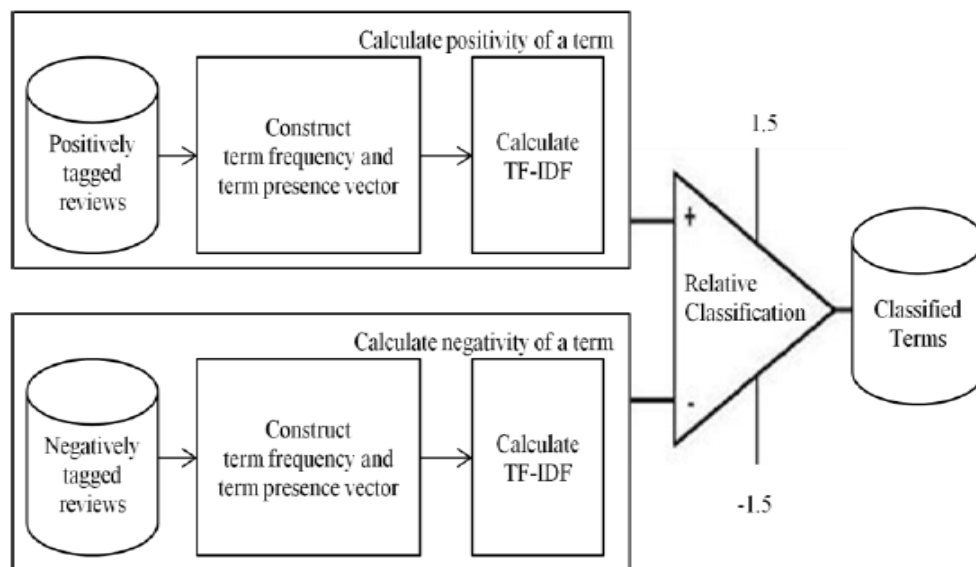 Calculate positivity of a term
Positively
tagged
reviews
Construct
term frequency and
term presence vector
Calculate
TF-IDF
Calculate negativity of a term
Negatively
tagged
reviews
Construct
term frequency and
term presence vector
Calculate
TF-IDF
1.5
+
Relative
Classification
-
-1.5
Classified
Terms